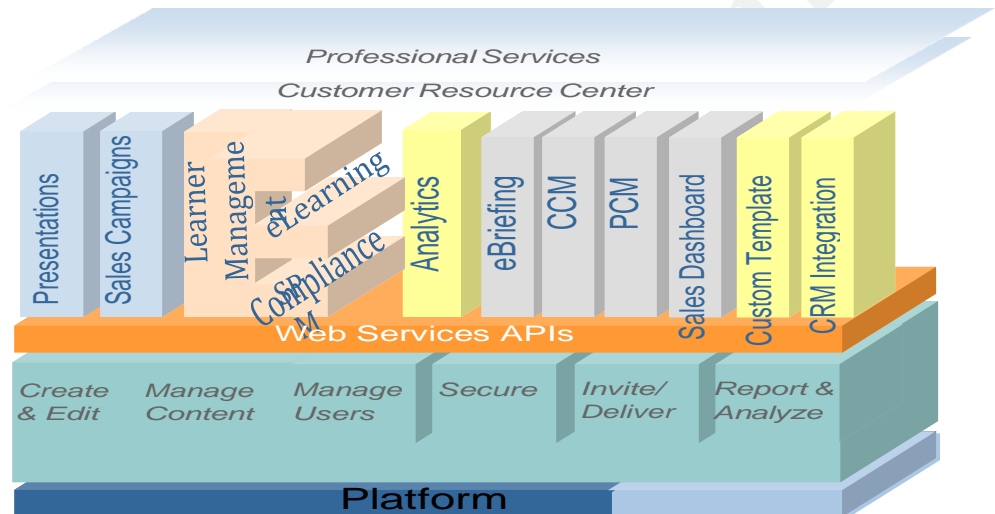 Professional Services
Customer Resource Center
Presentations
Sales Campaigns
Learner
Manageme
nt
eLearning
Compliance
SP
M
Analytics
eBriefing
CCM
PCM
Sales Dashboard
Custom Template
CRM Integration
Web Services APIs
Create
& Edit
Manage
Content
Manage
Users
Secure
Invite/
Deliver
Report &
Analyze
Platform